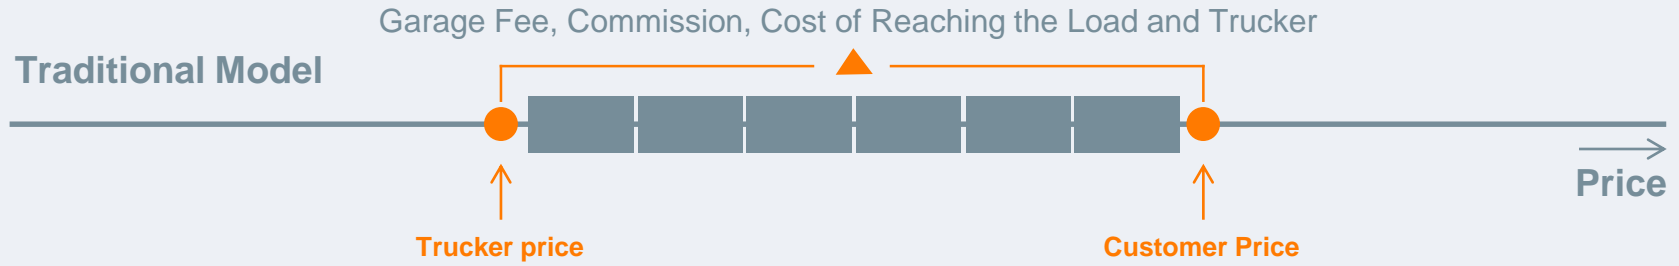 Garage Fee, Commission, Cost of Reaching the Load and Trucker
Traditional Model
Price
Trucker price
Customer Price